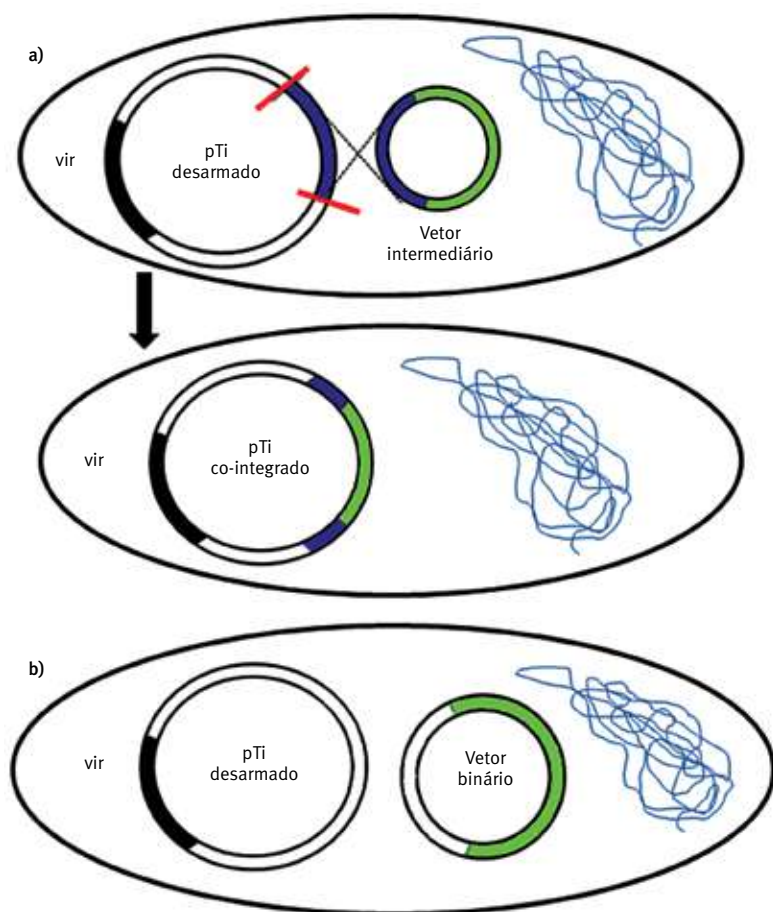 a)
vir
pTi
desarmado
Vetor
intermediário
vir
pTi
co-integrado
b)
vir
pTi
desarmado
Vetor
binário